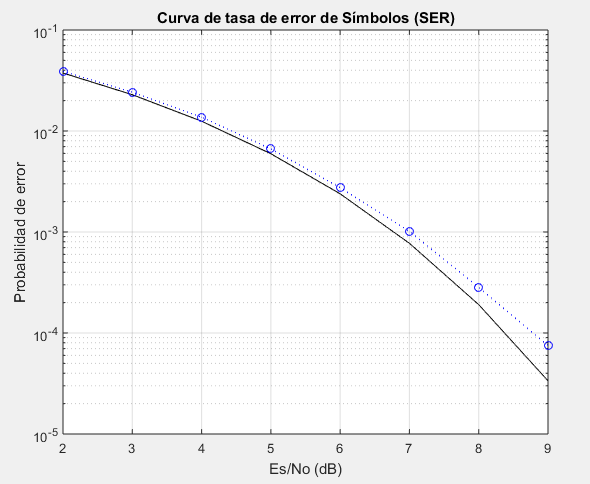 Curva de tasa de error de Símbolos (SER)
10^-1
10^-2
10^-3
10^-4
10^-5
Probabilidad de error
2 3 4 5 6 7 8 9
Es/No (dB)